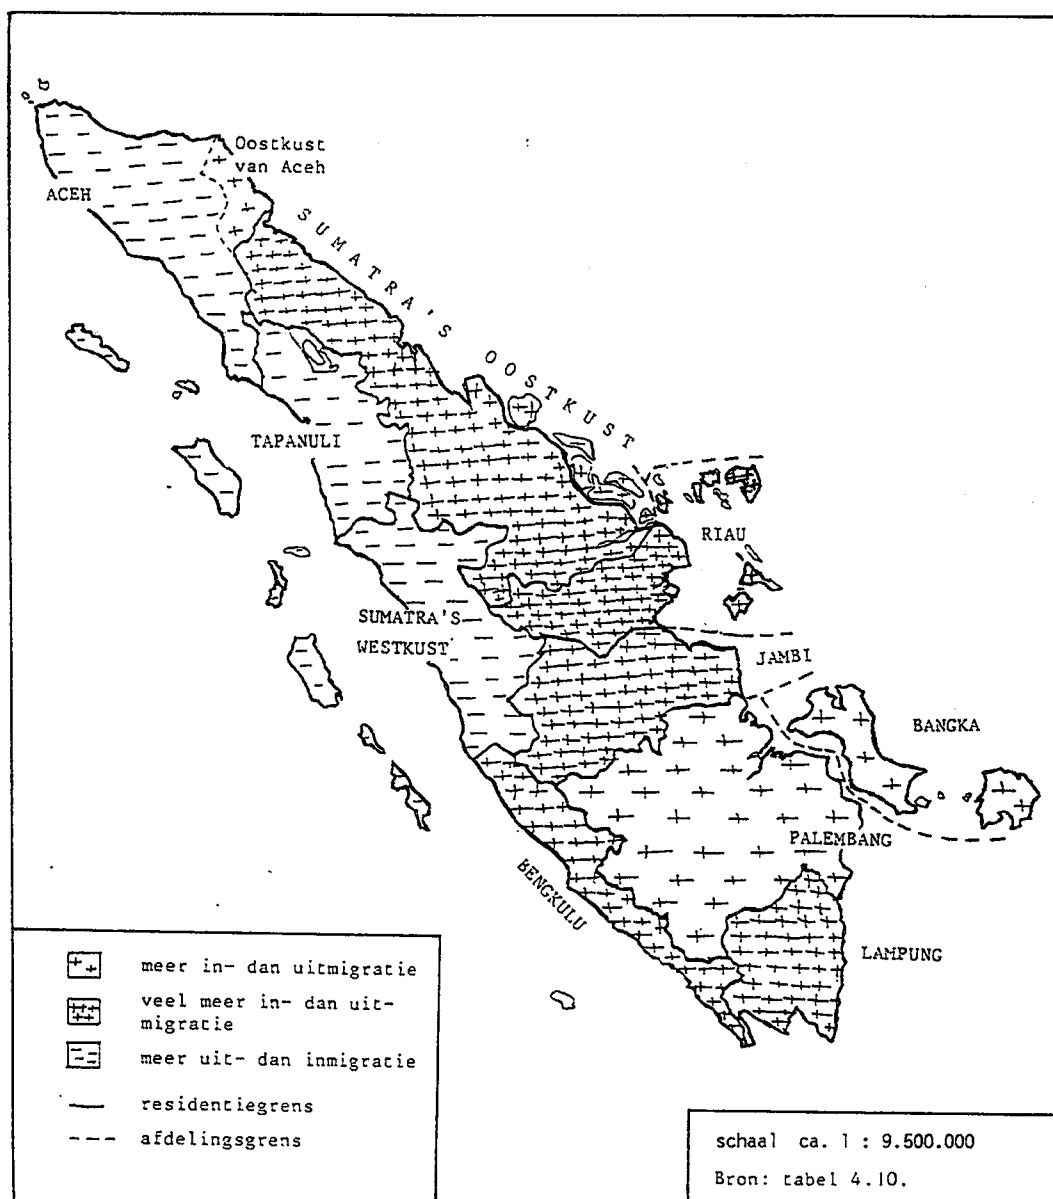 Oostkust
van Aceh
ACEH
SUMATRA'S OOSTKUST
TAPANULI
RIAU
SUMATRA'S
WESTKUST
JAMBI
BANGKA
PALEMBANG
BENGKULU
LAMPUNG
meer in- dan uitmigratie
veel meer in- dan uit-
migratie
meer uit- dan inmigratie
residentiegrens
afdelingsgrens
schaal ca. 1 : 9.500.000
Bron: tabel 4.10.